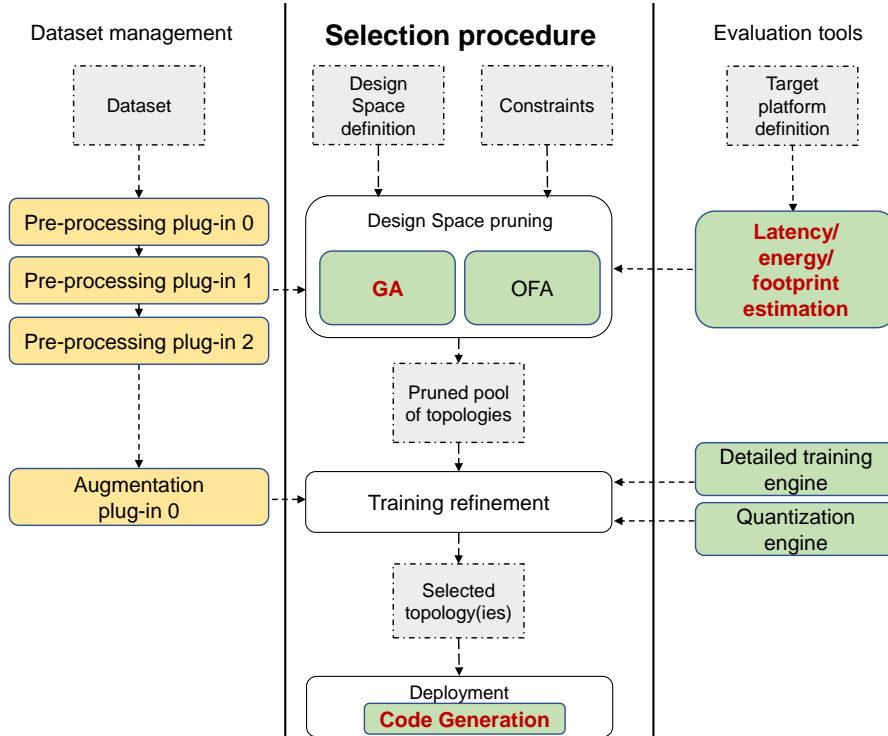 Dataset management
Dataset
Pre-processing plug-in 0
Pre-processing plug-in 1
Pre-processing plug-in 2
Augmentation
plug-in 0
Selection procedure
Design
Space
definition
Constraints
Design Space pruning
GA
OFA
Pruned pool
of topologies
Training refinement
Selected
topology(ies)
Deployment
Code Generation
Evaluation tools
Target
platform
definition
Latency/
energy/
footprint
estimation
Detailed training
engine
Quantization
engine